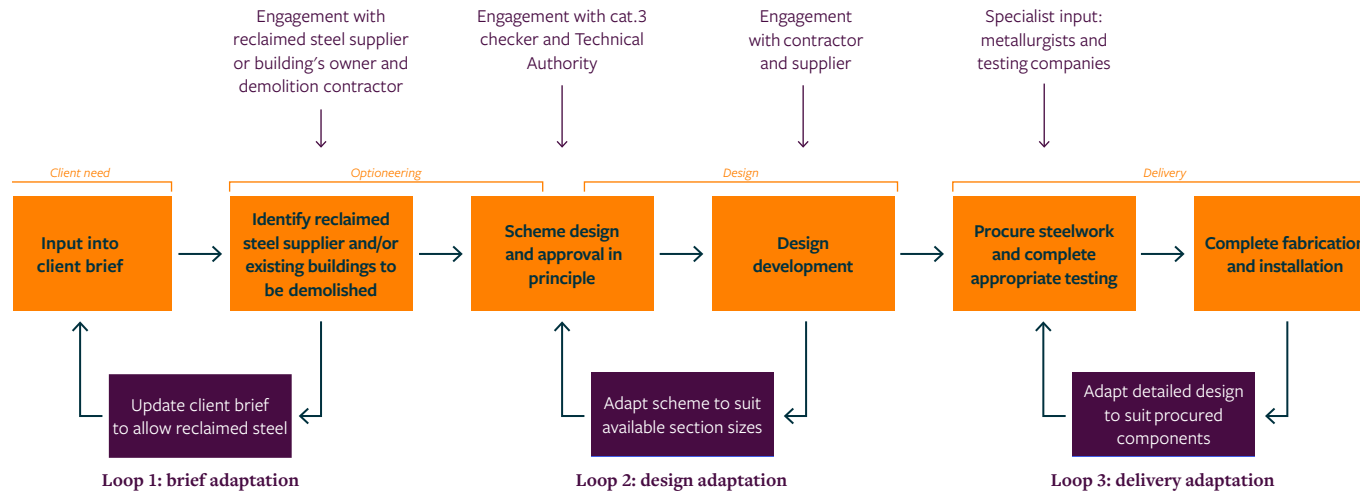 Engagement with
reclaimed steel supplier
or building's owner and
demolition contractor
Engagement with cat.3
checker and Technical
Authority
Engagement
with contractor
and supplier
Specialist input:
metallurgists and
testing companies
Client need
Optioneering
Design
Delivery
Input into
client brief
Identify reclaimed
steel supplier and/or
existing buildings to
be demolished
Scheme design
and approval in
principle
Design
development
Procure steelwork
and complete
appropriate testing
Complete fabrication
and installation
Update client brief
to allow reclaimed steel
Adapt scheme to suit
available section sizes
Adapt detailed design
to suit procured
components
Loop 1: brief adaptation
Loop 2: design adaptation
Loop 3: delivery adaptation